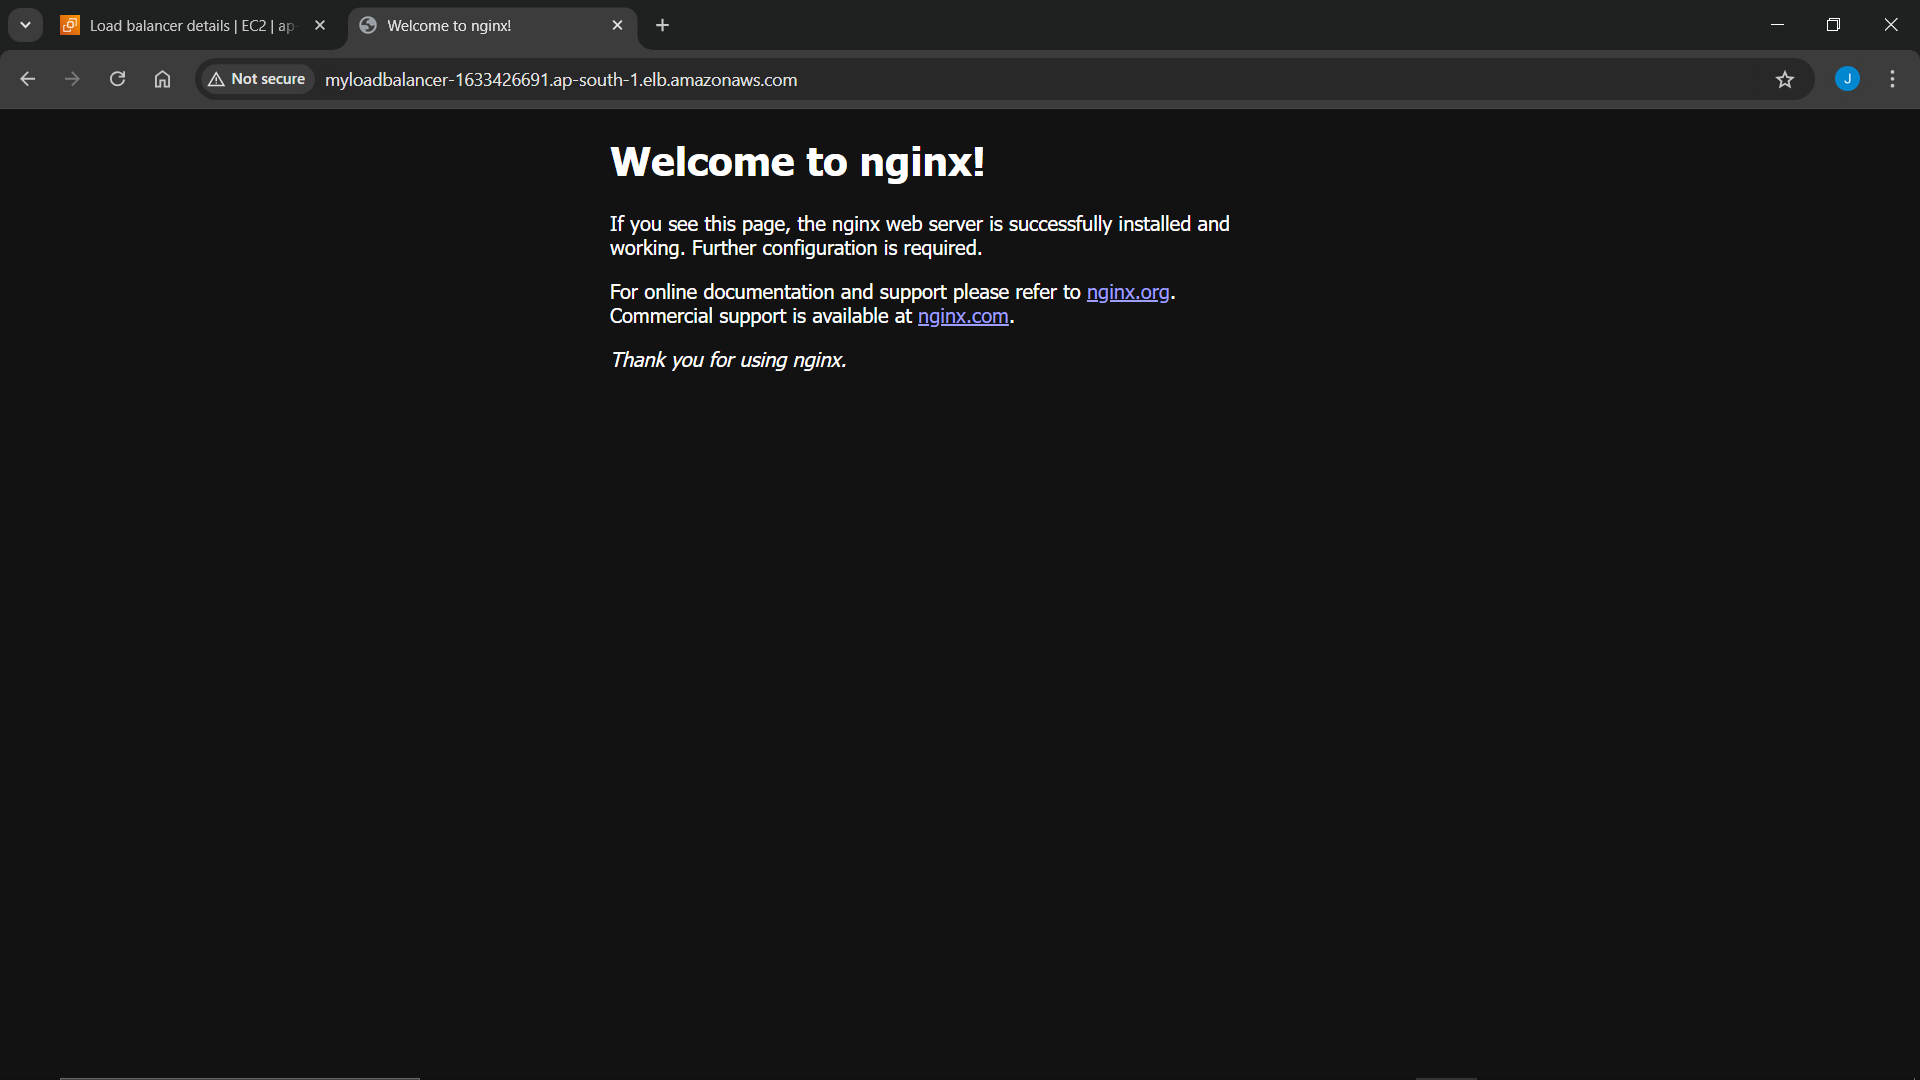 Load balancer details | EC2 | ap-
Welcome to nginx!
Not secure
myloadbalancer-1633426691.ap-south-1.elb.amazonaws.com
J
Welcome to nginx!
If you see this page, the nginx web server is successfully installed and
working. Further configuration is required.
For online documentation and support please refer to nginx.org.
Commercial support is available at nginx.com.
Thank you for using nginx.